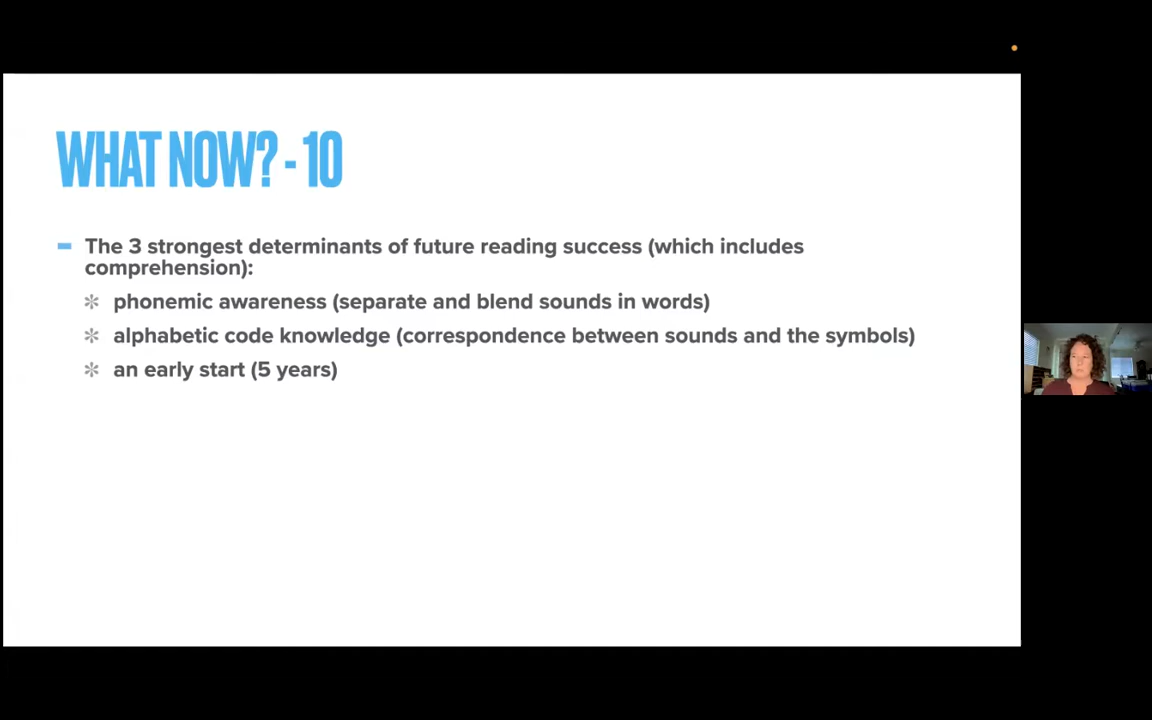 WHAT NOW? - 10
The 3 strongest determinants of future reading success (which includes
comprehension):
phonemic awareness (separate and blend sounds in words)
alphabetic code knowledge (correspondence between sounds and the symbols)
an early start (5 years)